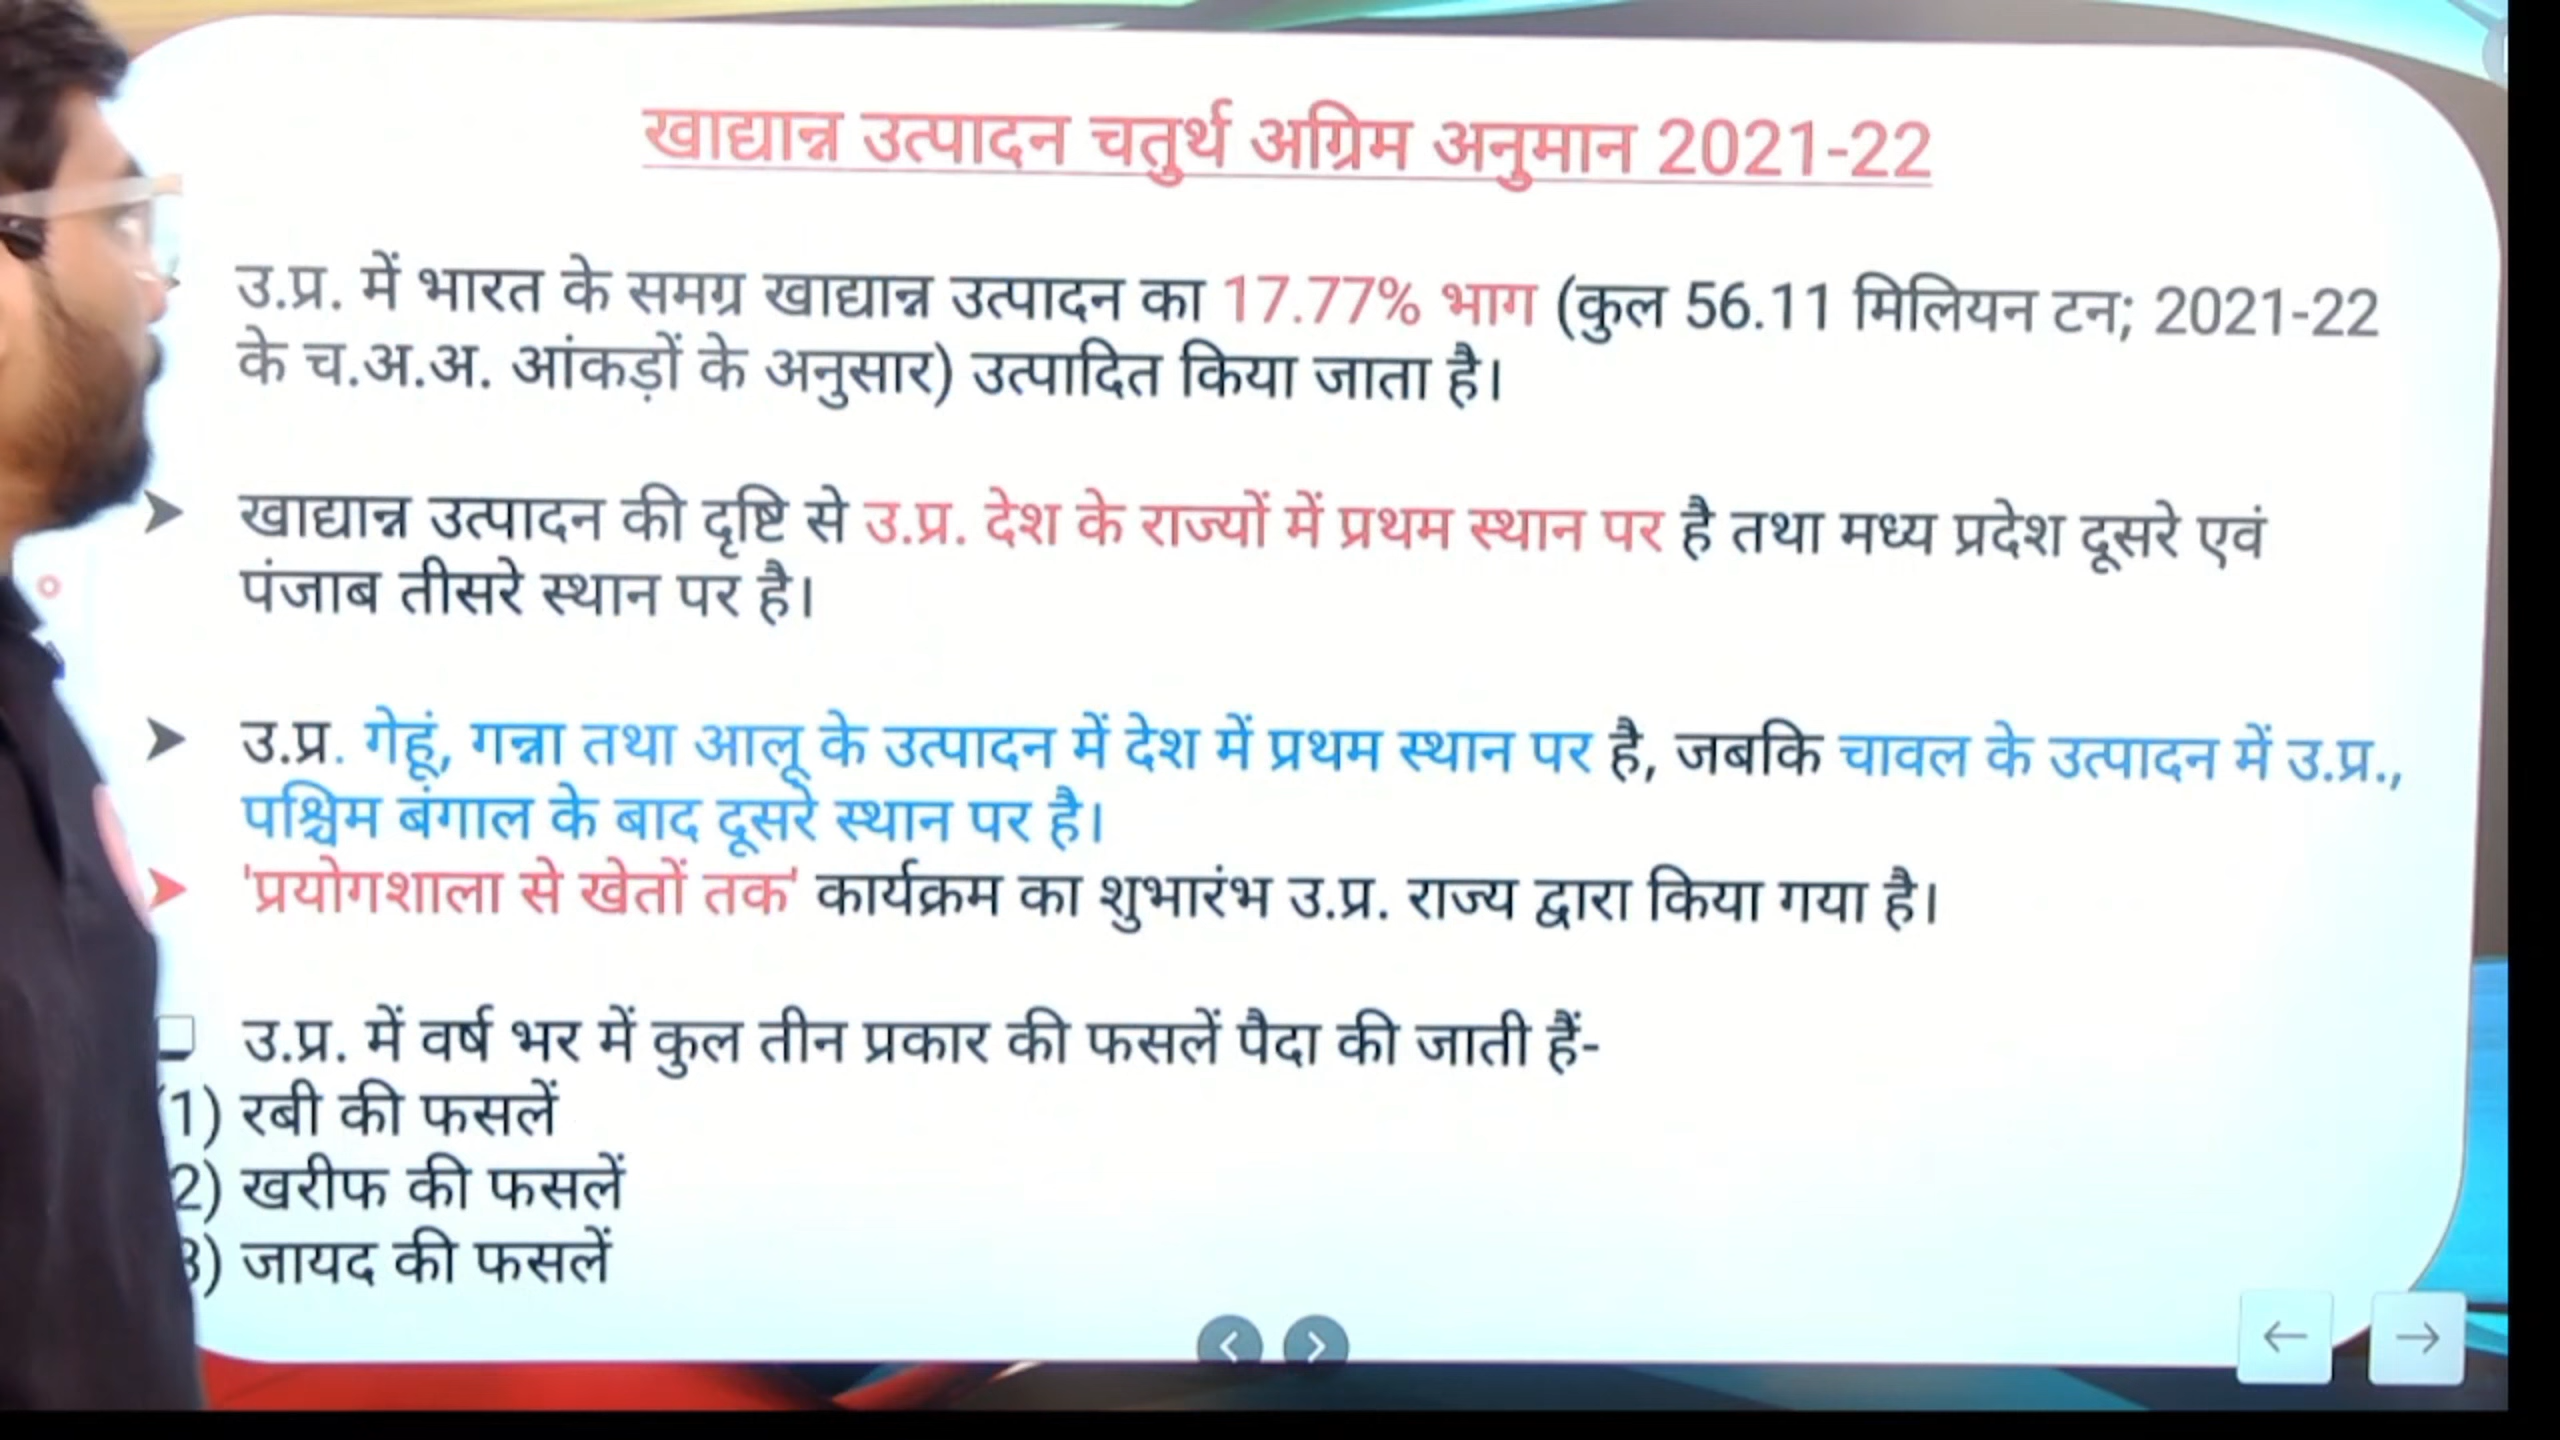 खाद्यान्न उत्पादन चतुर्थ अग्रिम अनुमान 2021-22
उ.प्र. में भारत के समग्र खाद्यान्न उत्पादन का 17.77% भाग (कुल 56.11 मिलियन टन; 2021-22
के च.अ.अ. आंकड़ों के अनुसार) उत्पादित किया जाता है।
➤ खाद्यान्न उत्पादन की दृष्टि से उ.प्र. देश के राज्यों में प्रथम स्थान पर है तथा मध्य प्रदेश दूसरे एवं
पंजाब तीसरे स्थान पर है।
➤ उ.प्र. गेहूं, गन्ना तथा आलू के उत्पादन में देश में प्रथम स्थान पर है, जबकि चावल के उत्पादन में उ.प्र.,
पश्चिम बंगाल के बाद दूसरे स्थान पर है।
➤ 'प्रयोगशाला से खेतों तक' कार्यक्रम का शुभारंभ उ.प्र. राज्य द्वारा किया गया है।
❑ उ.प्र. में वर्ष भर में कुल तीन प्रकार की फसलें पैदा की जाती हैं-
(1) रबी की फसलें
2) खरीफ की फसलें
3) जायद की फसलें